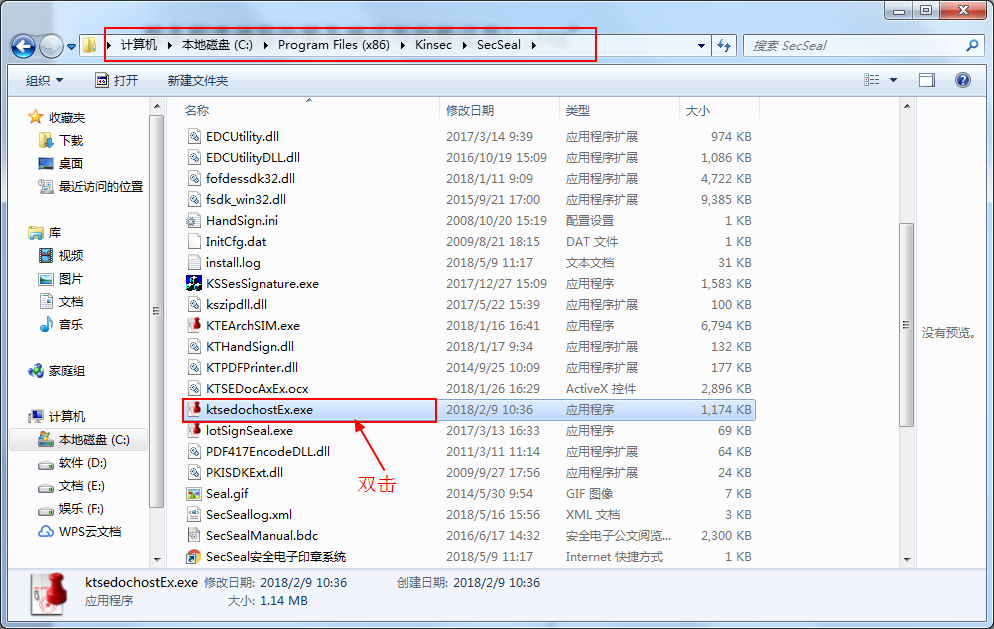 计算机 本地磁盘 (C:) Program Files (x86) Kinsec SecSeal 搜索 SecSeal
组织 打开 新建文件夹
名称 修改日期 类型 大小
收藏夹
下载
桌面
最近访问的位置
库
视频
图片
文档
音乐
家庭组
计算机
本地磁盘 (C:)
软件 (D:)
文档 (E:)
娱乐 (F:)
WPS云文档
EDCUtility.dll 2017/3/14 9:39 应用程序扩展 974 KB
EDCUtilityDLL.dll 2016/10/19 15:09 应用程序扩展 1,086 KB
fofdessdk32.dll 2018/1/11 9:09 应用程序扩展 4,722 KB
fsdk_win32.dll 2015/9/21 17:00 应用程序扩展 9,385 KB
HandSign.ini 2008/10/20 15:19 配置设置 1 KB
InitCfg.dat 2009/8/21 18:15 DAT 文件 1 KB
install.log 2018/5/9 11:17 文本文档 31 KB
KSSesSignature.exe 2017/12/27 15:09 应用程序 1,583 KB
kszipdll.dll 2017/5/22 15:39 应用程序扩展 100 KB
KTEArchSIM.exe 2018/1/16 16:41 应用程序 6,794 KB
KTHandSign.dll 2018/1/17 9:34 应用程序扩展 132 KB
KTPDFPrinter.dll 2014/9/25 10:09 应用程序扩展 177 KB
KTSEDocAxEx.ocx 2018/1/26 16:29 ActiveX 控件 2,896 KB
ktsedochostEx.exe 2018/2/9 10:36 应用程序 1,174 KB
lotSignSeal.exe 2017/3/13 16:33 应用程序 69 KB
PDF417EncodeDLL.dll 2011/3/11 11:14 应用程序扩展 64 KB
PKISDKExt.dll 2009/9/27 17:56 应用程序扩展 24 KB
Seal.gif 2014/5/30 9:54 GIF 图像 7 KB
SecSeallog.xml 2018/5/16 15:56 XML 文档 3 KB
SecSealManual.bdc 2016/6/17 14:32 安全电子公文阅览... 2,300 KB
SecSeal安全电子印章系统 2018/5/9 11:17 Internet 快捷方式 1 KB
双击
没有预览。
ktsedochostEx.exe 修改日期: 2018/2/9 10:36 创建日期: 2018/2/9 10:36
应用程序 大小: 1.14 MB